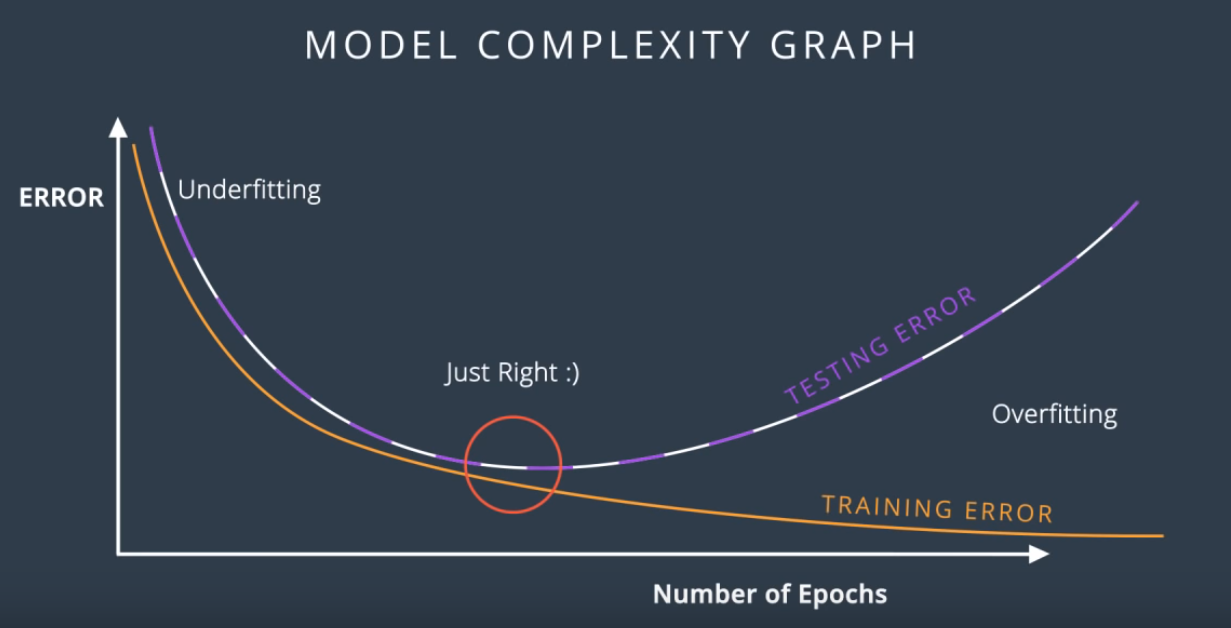 MODEL COMPLEXITY GRAPH
ERROR
Underfitting
Just Right :)
TESTING ERROR
Overfitting
TRAINING ERROR
Number of Epochs